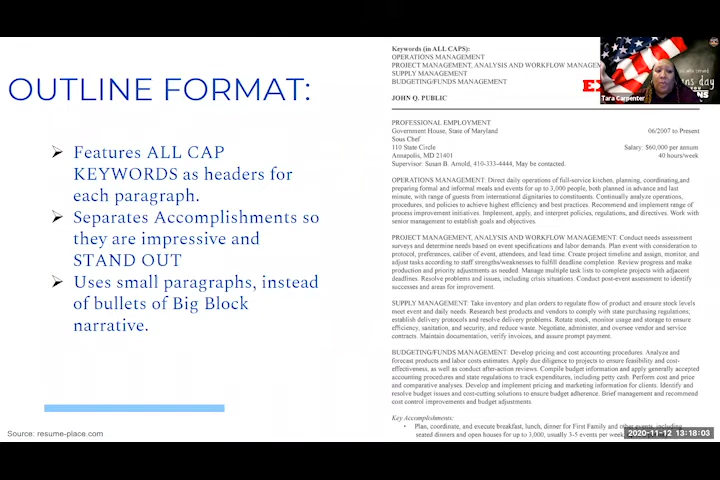 OUTLINE FORMAT:
➢ Features ALL CAP
KEYWORDS as headers for
each paragraph.
➢ Separates Accomplishments so
they are impressive and
STAND OUT
➢ Uses small paragraphs, instead
of bullets of Big Block
narrative.
Source: resume-place.com
Keywords (in ALL CAPS):
OPERATIONS MANAGEMENT
PROJECT MANAGEMENT, ANALYSIS AND WORKFLOW MANAGEM
SUPPLY MANAGEMENT
BUDGETING/FUNDS MANAGEMENT
JOHN Q. PUBLIC
PROFESSIONAL EMPLOYMENT
Government House, State of Maryland 06/2007 to Present
Sous Chef
110 State Circle Salary: $60,000 per annum
Annapolis, MD 21401 40 hours/week
Supervisor: Susan B. Arnold, 410-333-4444, May be contacted.
OPERATIONS MANAGEMENT: Direct daily operations of full-service kitchen, planning, coordinating,and
preparing formal and informal meals and events for up to 3,000 people, both planned in advance and last
minute, with range of guests from international dignitaries to constituents. Continually analyze operations,
procedures, and policies to achieve highest efficiency and best practices. Recommend and implement range of
process improvement initiatives. Implement, apply, and interpret policies, regulations, and directives. Work with
senior management to establish goals and objectives.
PROJECT MANAGEMENT, ANALYSIS AND WORKFLOW MANAGEMENT: Conduct needs assessment
surveys and determine needs based on event specifications and labor demands. Plan event with consideration to
protocol, preferences, caliber of event, attendees, and lead time. Create project timeline and assign, monitor, and
adjust tasks according to staff strengths/weaknesses to fulfill deadline completion. Review progress and make
production and priority adjustments as needed. Manage multiple task lists to complete projects with adjacent
deadlines. Resolve problems and issues, including crisis situations. Conduct post-event assessment to identify
successes and areas for improvement.
SUPPLY MANAGEMENT: Take inventory and plan orders to regulate flow of product and ensure stock levels
meet event and daily needs. Research best products and vendors to comply with state purchasing regulations;
establish delivery protocols and resolve delivery problems. Rotate stock, monitor usage and storage to ensure
efficiency, sanitation, and security, and reduce waste. Negotiate, administer, and oversee vendor and service
contracts. Maintain documentation, verify invoices, and assure prompt payment.
BUDGETING/FUNDS MANAGEMENT: Develop pricing and cost accounting procedures. Analyze and
forecast products and labor costs estimates. Apply due diligence to projects to ensure feasibility and cost-
effectiveness, as well as conduct after-action reviews. Compile budget information and apply generally accepted
accounting procedures and state regulations to track expenditures, including petty cash. Perform cost and price
and comparative analyses. Develop and implement pricing and marketing information for clients. Identify and
resolve budget issues and cost-cutting solutions to ensure budget adherence. Brief management and recommend
cost control improvements and budget adjustments.
Key Accomplishments:
• Plan, coordinate, and execute breakfast, lunch, dinner for First Family and other events, including
seated dinners and open houses for up to 3,000, usually 3-5 events per week
Tara Carpenter
2020-11-12 13:18:03